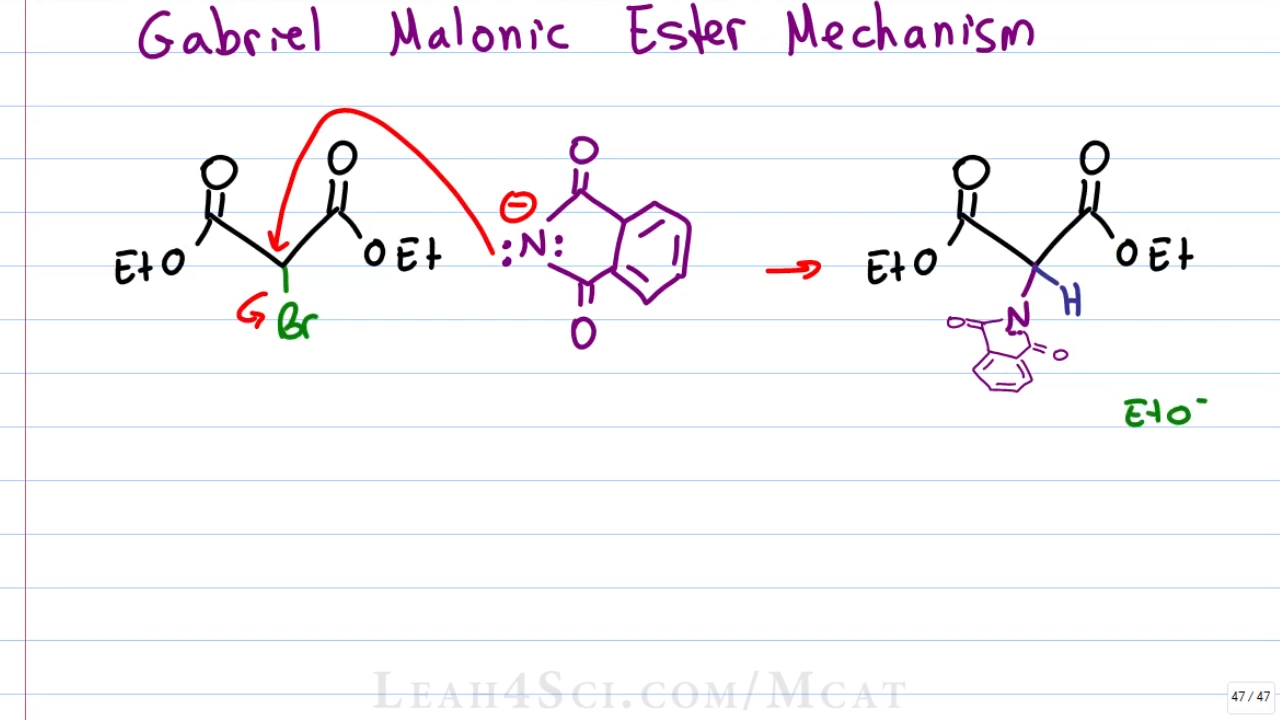 Gabriel Malonic Ester Mechanism
O O O O O
EtO OEt ⊖ :N: EtO OEt
Br O O N H O
EtO⁻
LEAH4SCI.COM/MCAT
47 / 47